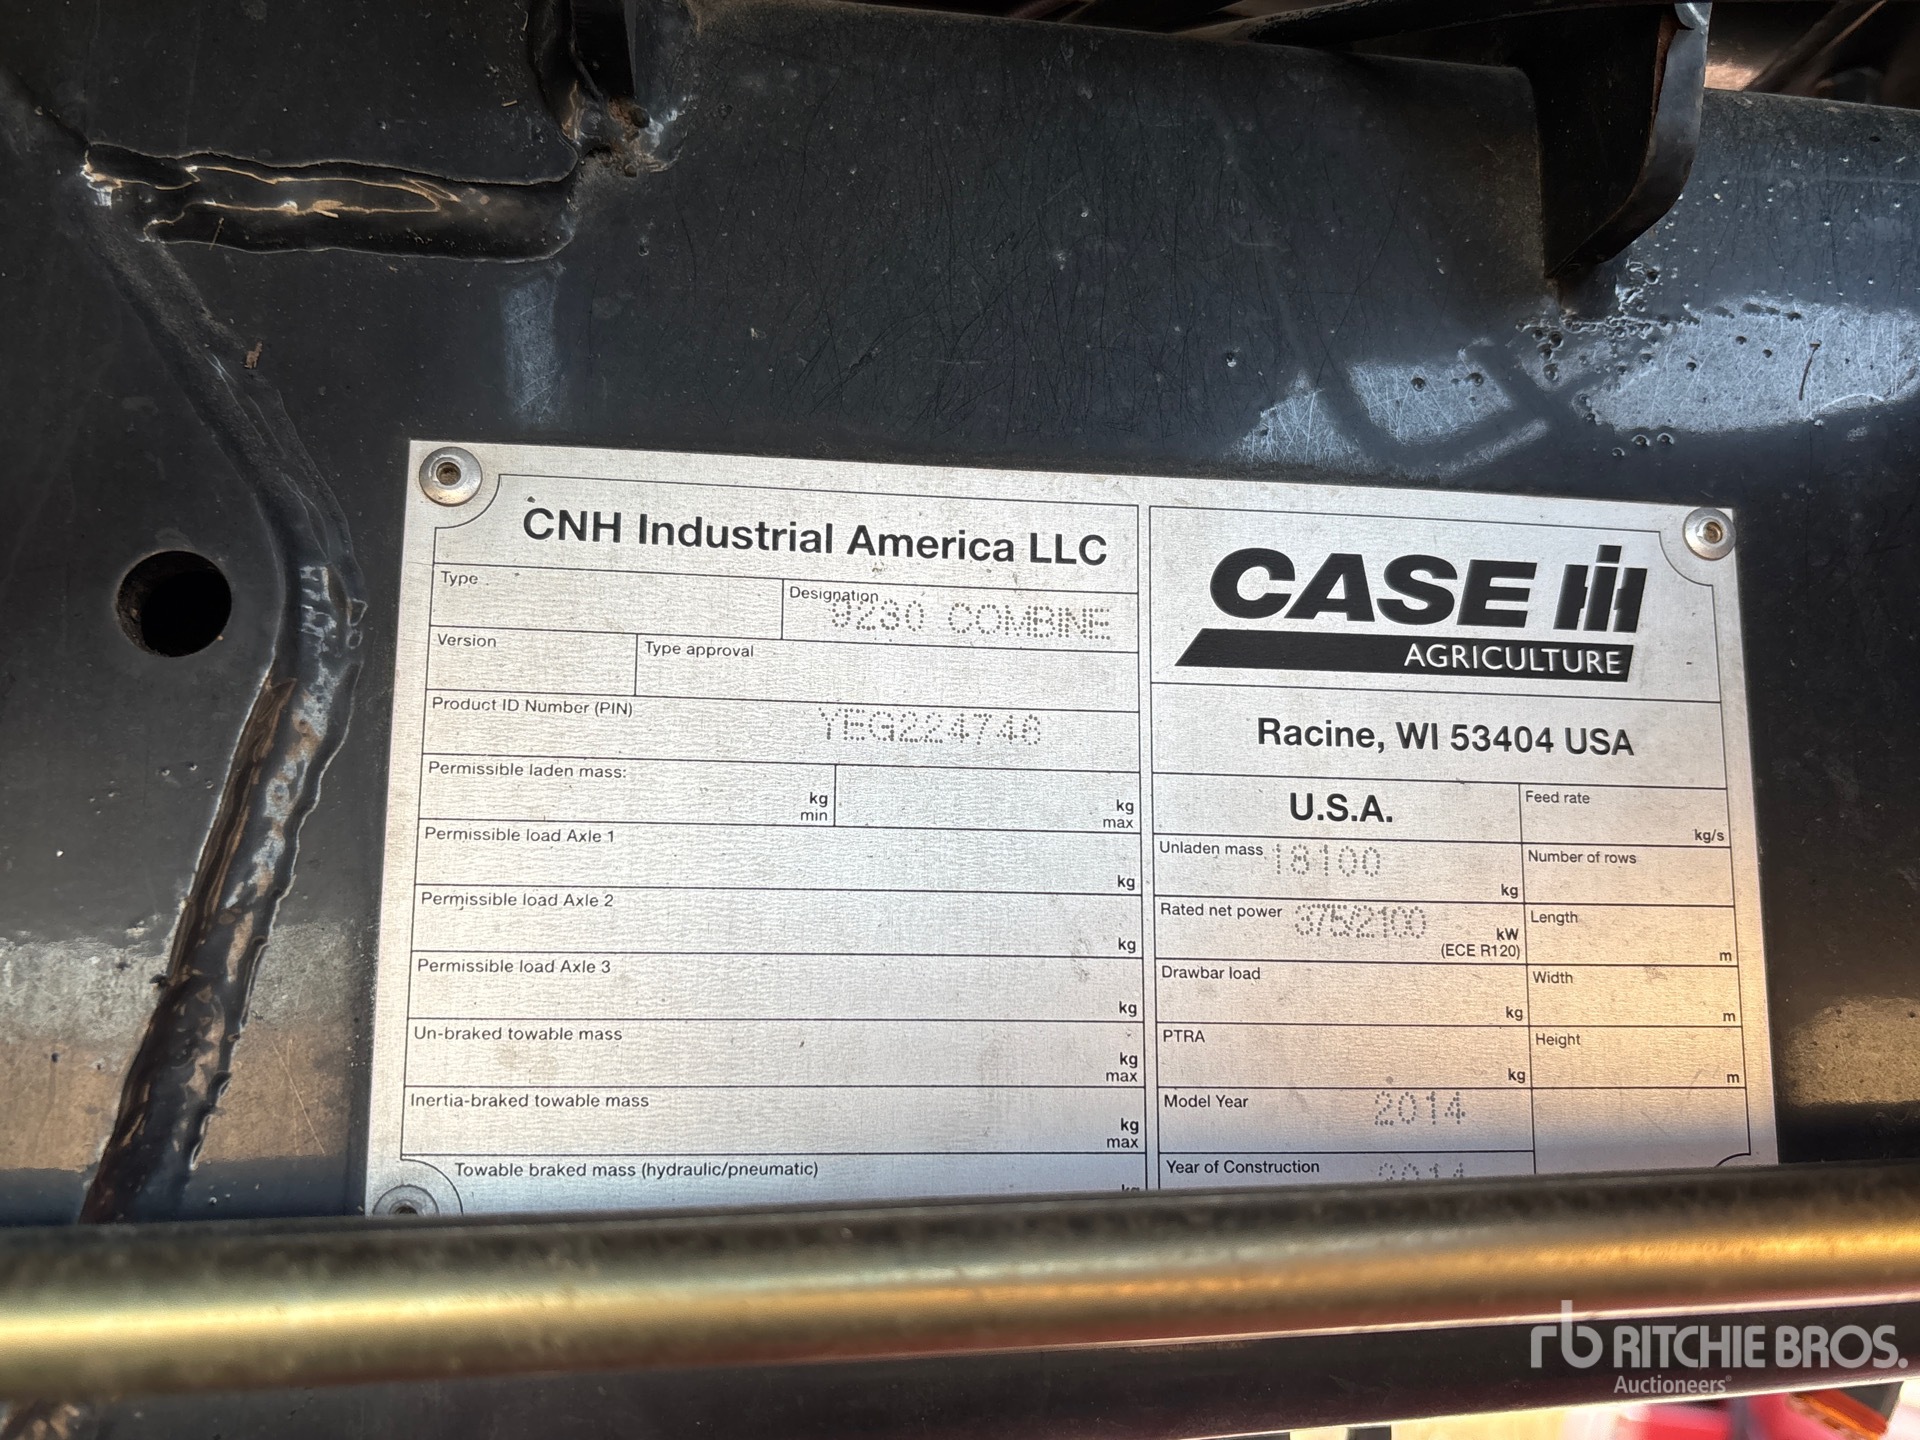 CNH Industrial America LLC
Type
Designation 9230 COMBINE
Version
Type approval
Product ID Number (PIN) YEG224746
Permissible laden mass:
kg
min
kg
max
Permissible load Axle 1
kg
Permissible load Axle 2
kg
Permissible load Axle 3
kg
Un-braked towable mass
kg
max
Inertia-braked towable mass
kg
max
Towable braked mass (hydraulic/pneumatic)
kg
CASE IH
AGRICULTURE
Racine, WI 53404 USA
U.S.A.
Feed rate
kg/s
Unladen mass 18100
kg
Number of rows
Rated net power 375/2100
kW
(ECE R120)
Length
m
Drawbar load
kg
Width
m
PTRA
kg
Height
m
Model Year 2014
Year of Construction 2014
rb RITCHIE BROS.
Auctioneers